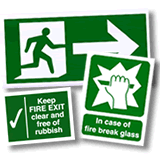 Keep
FIRE EXIT
clear and
free of
rubbish
In case of
fire break glass